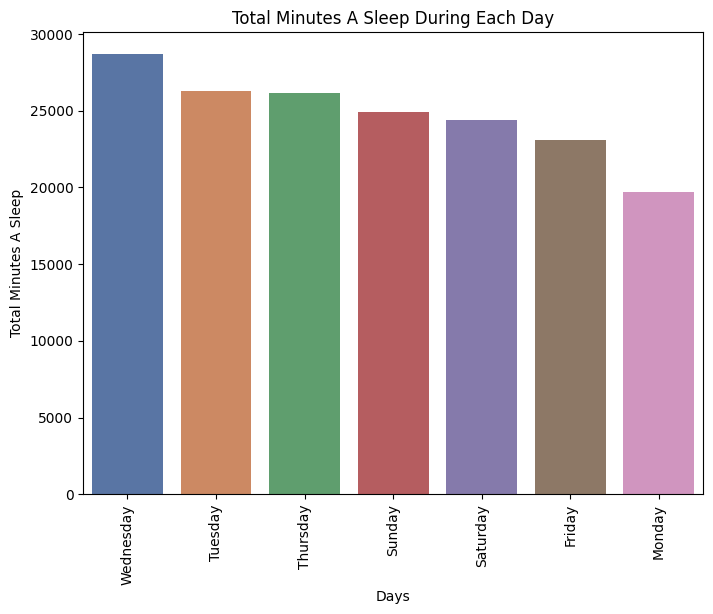 Total Minutes A Sleep During Each Day
Total Minutes A Sleep
30000
25000
20000
15000
10000
5000
0
Wednesday
Tuesday
Thursday
Sunday
Saturday
Friday
Monday
Days